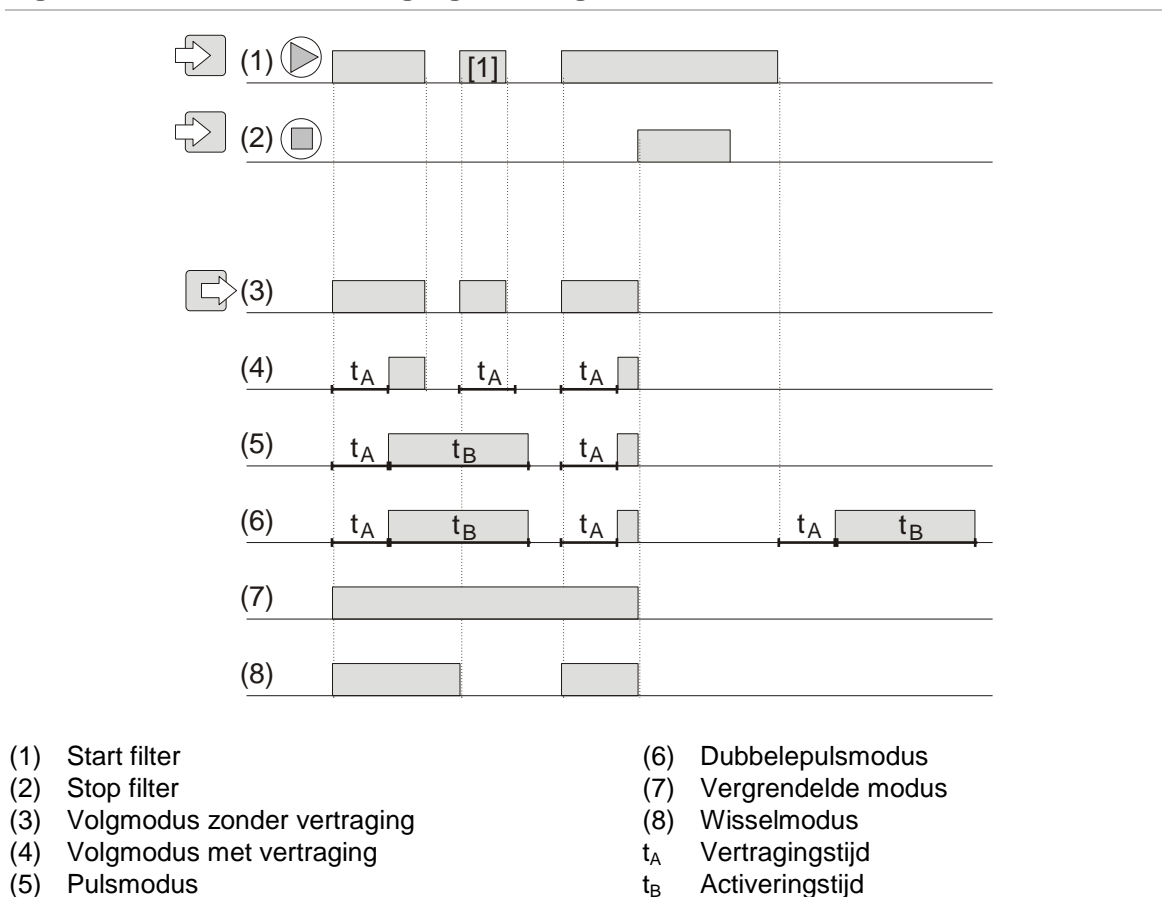 (1) [1]
(2)
(3)
(4) tA tA tA
(5) tA tB tA
(6) tA tB tA tA tB
(7)
(8)
(1) Start filter
(2) Stop filter
(3) Volgmodus zonder vertraging
(4) Volgmodus met vertraging
(5) Pulsmodus
(6) Dubbelepulsmodus
(7) Vergrendelde modus
(8) Wisselmodus
tA Vertragingstijd
tB Activeringstijd